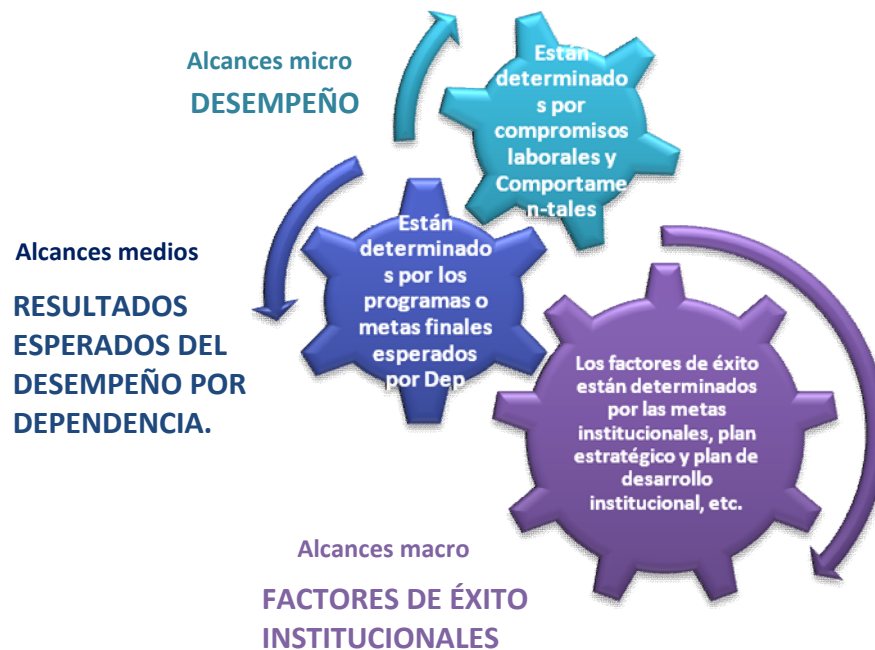 Alcances micro
DESEMPEÑO
Están
determinado
s por
compromisos
laborales y
Comportame
n-tales
Alcances medios
RESULTADOS
ESPERADOS DEL
DESEMPEÑO POR
DEPENDENCIA.
Están
determinado
s por los
programas o
metas finales
esperados
por Dep
Los factores de éxito
están determinados
por las metas
institucionales, plan
estratégico y plan de
desarrollo
institucional, etc.
Alcances macro
FACTORES DE ÉXITO
INSTITUCIONALES